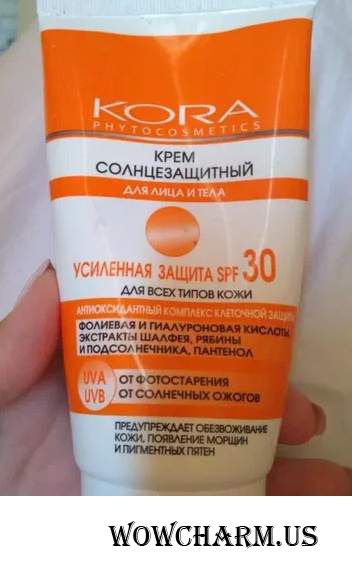 KORA
PHYTOCOSMETICS
КРЕМ
СОЛНЦЕЗАЩИТНЫЙ
ДЛЯ ЛИЦА И ТЕЛА
УСИЛЕННАЯ ЗАЩИТА SPF 30
ДЛЯ ВСЕХ ТИПОВ КОЖИ
АНТИОКСИДАНТНЫЙ КОМПЛЕКС КЛЕТОЧНОЙ ЗАЩИТЫ
ФОЛИЕВАЯ И ГИАЛУРОНОВАЯ КИСЛОТЫ,
ЭКСТРАКТЫ ШАЛФЕЯ, РЯБИНЫ
И ПОДСОЛНЕЧНИКА, ПАНТЕНОЛ
UVA ОТ ФОТОСТАРЕНИЯ
UVB ОТ СОЛНЕЧНЫХ ОЖОГОВ
ПРЕДУПРЕЖДАЕТ ОБЕЗВОЖИВАНИЕ
КОЖИ, ПОЯВЛЕНИЕ МОРЩИН
И ПИГМЕНТНЫХ ПЯТЕН
WOWCHARM.US